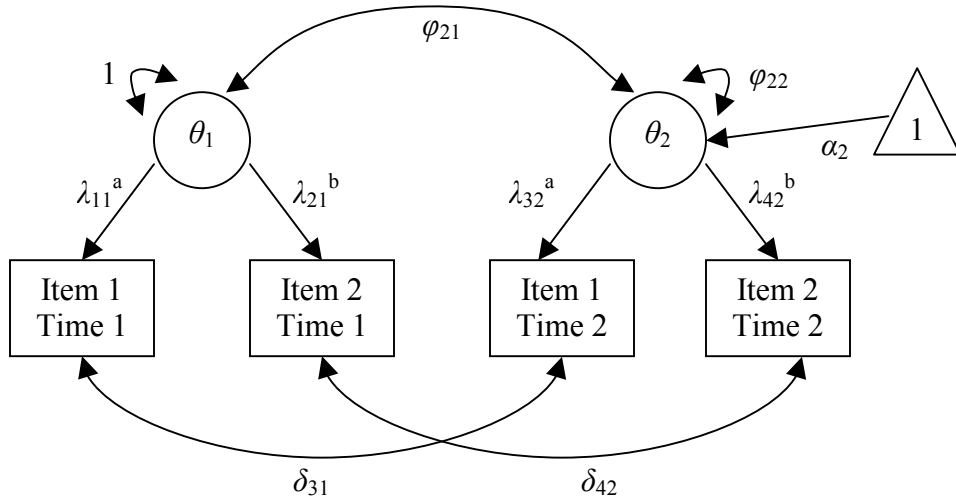 φ21
1
φ22
θ1
θ2
1
α2
λ11a
λ21b
λ32a
λ42b
Item 1
Time 1
Item 2
Time 1
Item 1
Time 2
Item 2
Time 2
δ31
δ42